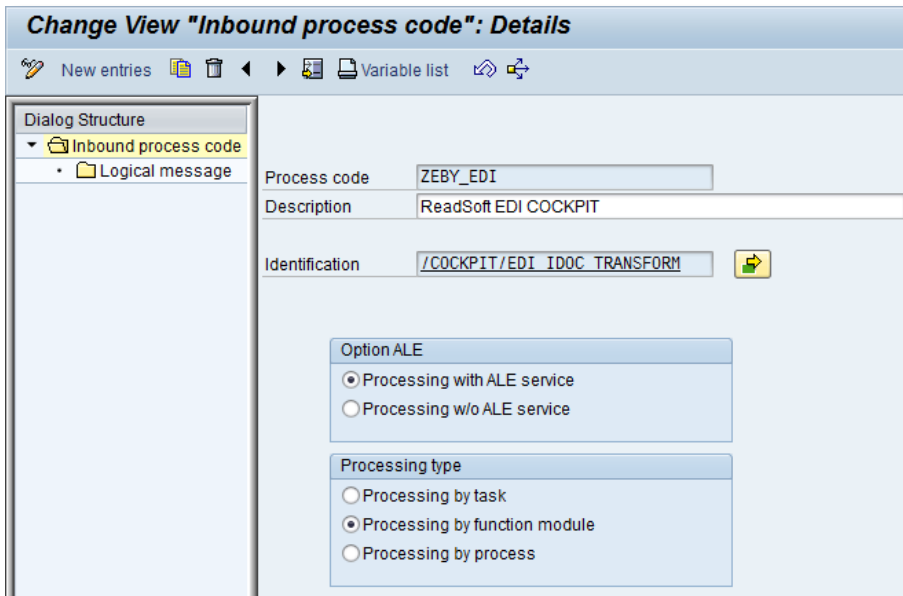 Change View "Inbound process code": Details
New entries
Variable list
Dialog Structure
Inbound process code
Logical message
Process code ZEBY_EDI
Description ReadSoft EDI COCKPIT
Identification /COCKPIT/EDI_IDOC_TRANSFORM
Option ALE
Processing with ALE service
Processing w/o ALE service
Processing type
Processing by task
Processing by function module
Processing by process